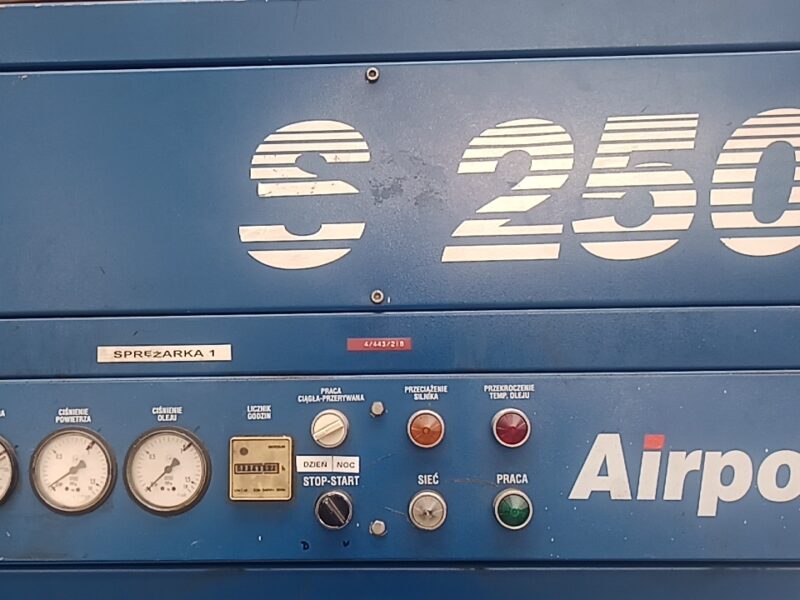 S 250
SPRĘŻARKA 1
4/443/218
CIŚNIENIE
POWIETRZA
CIŚNIENIE
OLEJU
LICZNIK
GODZIN
PRACA
CIĄGŁA-PRZERYWANA
PRZECIĄŻENIE
SILNIKA
PRZEKROCZENIE
TEMP. OLEJU
DZIEŃ NOC
STOP-START
SIEĆ
PRACA
Airpo